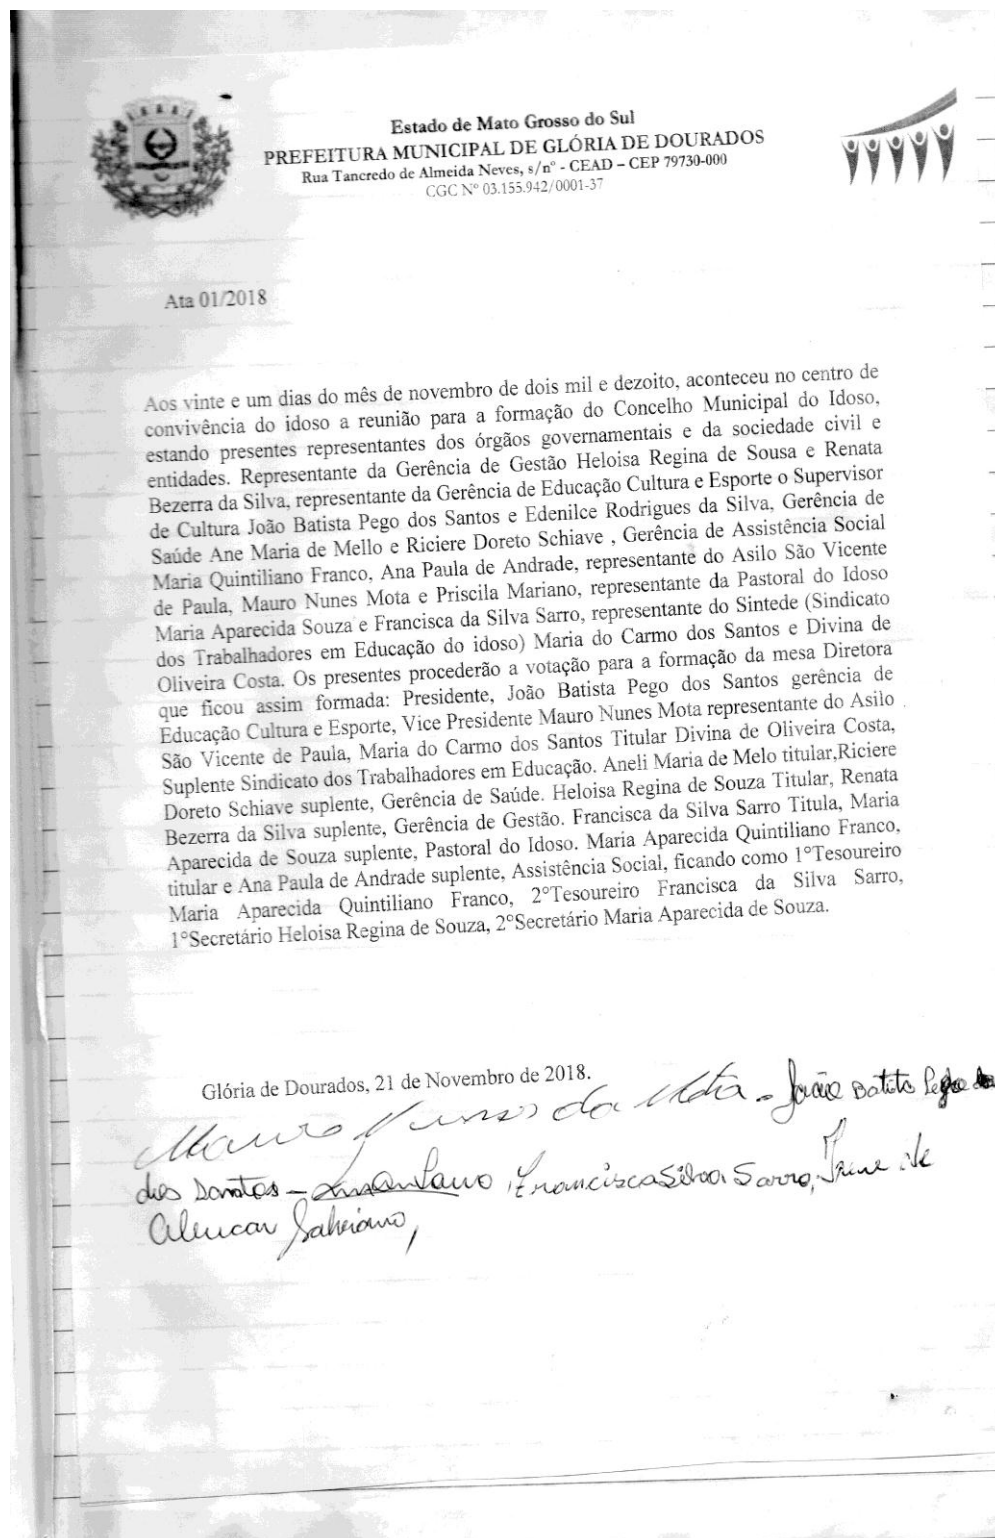 Estado de Mato Grosso do Sul
PREFEITURA MUNICIPAL DE GLÓRIA DE DOURADOS
Rua Tancredo de Almeida Neves, s/nº - CEAD – CEP 79730-000
CGC Nº 03.155.942/0001-37
Ata 01/2018
Aos vinte e um dias do mês de novembro de dois mil e dezoito, aconteceu no centro de
convivência do idoso a reunião para a formação do Concelho Municipal do Idoso,
estando presentes representantes dos órgãos governamentais e da sociedade civil e
entidades. Representante da Gerência de Gestão Heloisa Regina de Sousa e Renata
Bezerra da Silva, representante da Gerência de Educação Cultura e Esporte o Supervisor
de Cultura João Batista Pego dos Santos e Edenilce Rodrigues da Silva, Gerência de
Saúde Ane Maria de Mello e Riciere Doreto Schiave , Gerência de Assistência Social
Maria Quintiliano Franco, Ana Paula de Andrade, representante do Asilo São Vicente
de Paula, Mauro Nunes Mota e Priscila Mariano, representante da Pastoral do Idoso
Maria Aparecida Souza e Francisca da Silva Sarro, representante do Sintede (Sindicato
dos Trabalhadores em Educação do idoso) Maria do Carmo dos Santos e Divina de
Oliveira Costa. Os presentes procederão a votação para a formação da mesa Diretora
que ficou assim formada: Presidente, João Batista Pego dos Santos gerência de
Educação Cultura e Esporte, Vice Presidente Mauro Nunes Mota representante do Asilo
São Vicente de Paula, Maria do Carmo dos Santos Titular Divina de Oliveira Costa,
Suplente Sindicato dos Trabalhadores em Educação. Aneli Maria de Melo titular,Riciere
Doreto Schiave suplente, Gerência de Saúde. Heloisa Regina de Souza Titular, Renata
Bezerra da Silva suplente, Gerência de Gestão. Francisca da Silva Sarro Titula, Maria
Aparecida de Souza suplente, Pastoral do Idoso. Maria Aparecida Quintiliano Franco,
titular e Ana Paula de Andrade suplente, Assistência Social, ficando como 1°Tesoureiro
Maria Aparecida Quintiliano Franco, 2°Tesoureiro Francisca da Silva Sarro,
1°Secretário Heloisa Regina de Souza, 2°Secretário Maria Aparecida de Souza.
Glória de Dourados, 21 de Novembro de 2018.
Mauro Nunes da Mota - João Batista Pego
dos Santos - Francisca Silva Sarro, Irene de
Alencar